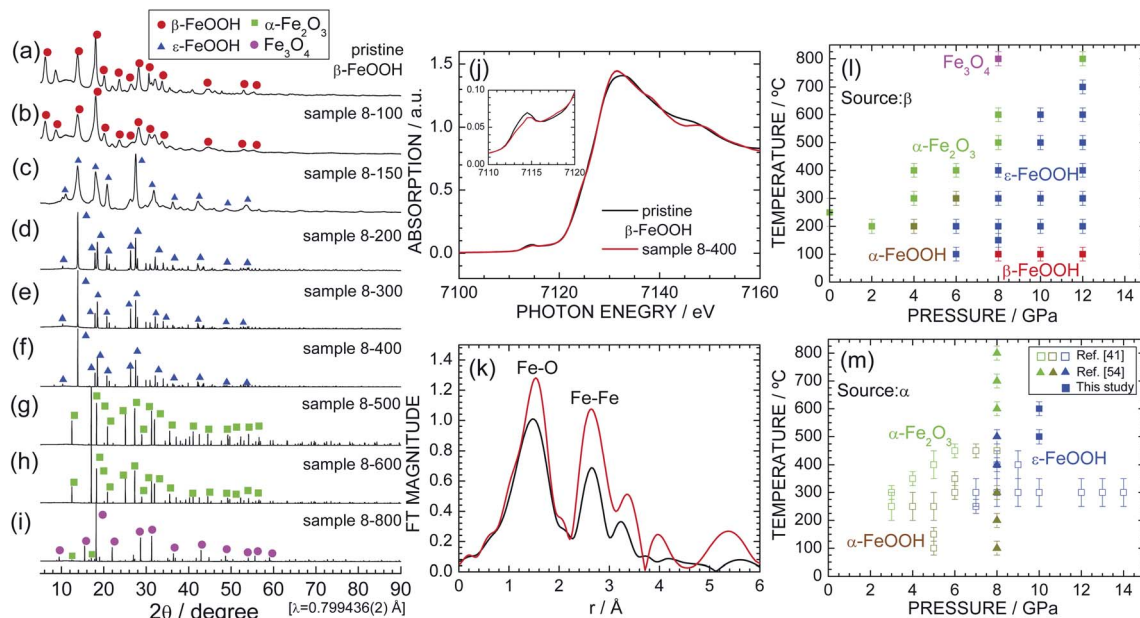 β-FeOOH
α-Fe₂O₃
ε-FeOOH
Fe₃O₄
(a)
pristine
β-FeOOH
(b)
sample 8-100
(c)
sample 8-150
(d)
sample 8-200
(e)
sample 8-300
(f)
sample 8-400
(g)
sample 8-500
(h)
sample 8-600
(i)
sample 8-800
10 20 30 40 50 60 70 80 90
2θ / degree
[λ=0.799436(2) Å]
(j)
ABSORPTION / a.u.
1.5
1.0
0.5
0.0
0.10
0.05
0.00
7110 7115 7120
pristine
β-FeOOH
sample 8-400
7100 7120 7140 7160
PHOTON ENEGRY / eV
(k)
FT MAGNITUDE
1.4
1.2
1.0
0.8
0.6
0.4
0.2
0.0
Fe-O
Fe-Fe
0 1 2 3 4 5 6
r / Å
(l)
Source:β
TEMPERATURE / ºC
800
700
600
500
400
300
200
100
0
Fe₃O₄
α-Fe₂O₃
ε-FeOOH
α-FeOOH
β-FeOOH
0 2 4 6 8 10 12 14
PRESSURE / GPa
(m)
Source:α
Ref. [41]
Ref. [54]
This study
TEMPERATURE / ºC
800
700
600
500
400
300
200
100
0
α-Fe₂O₃
ε-FeOOH
α-FeOOH
0 2 4 6 8 10 12 14
PRESSURE / GPa